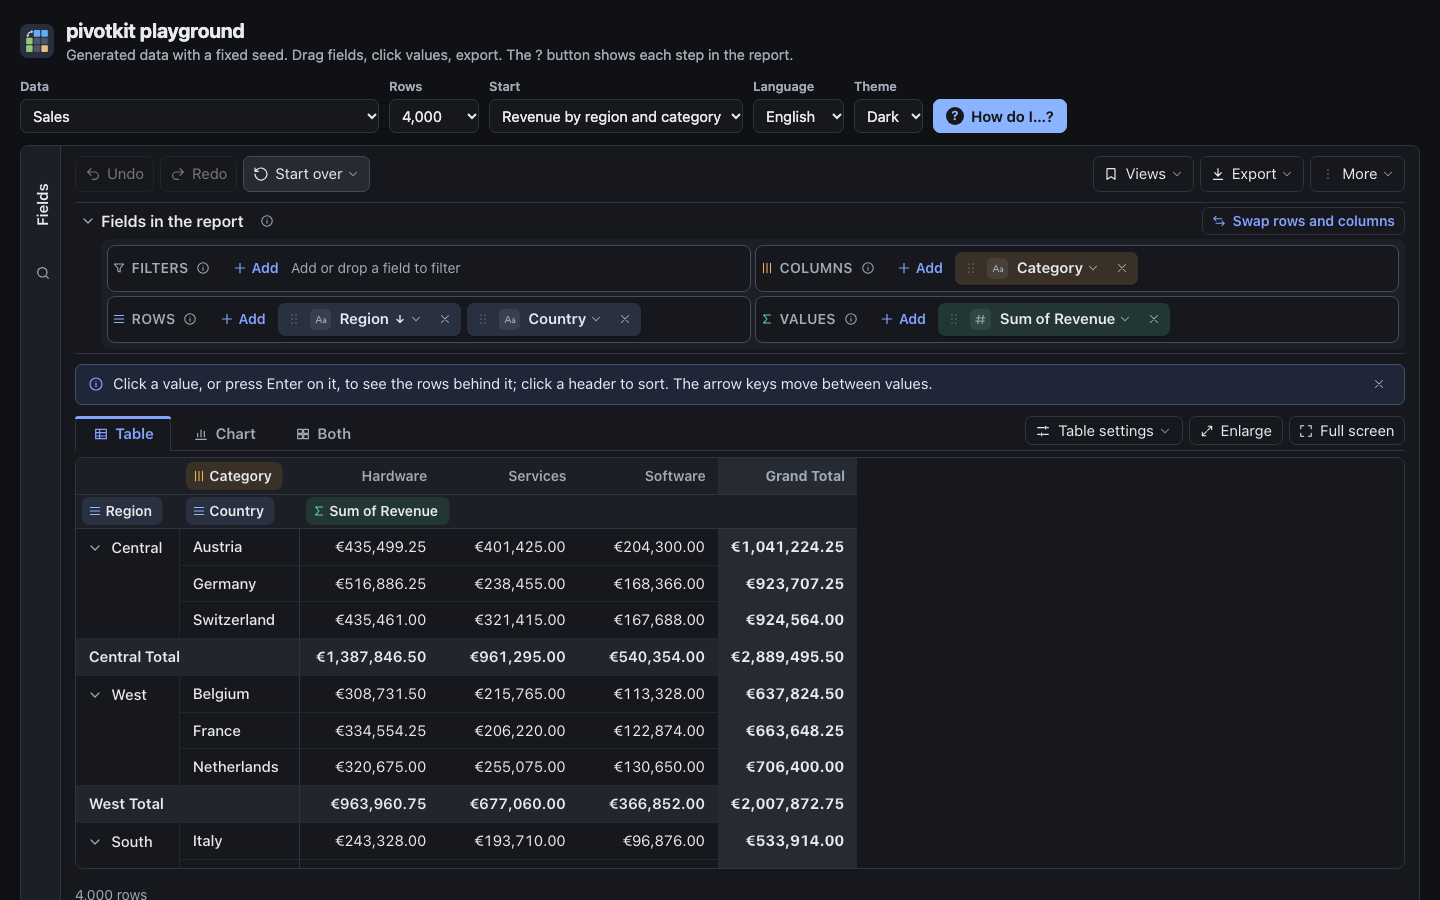 pivotkit playground
Generated data with a fixed seed. Drag fields, click values, export. The ? button shows each step in the report.
Data Rows Start Language Theme
Sales 4,000 Revenue by region and category English Dark ? How do I...?
Fields
Undo Redo Start over Views Export More
Fields in the report Swap rows and columns
FILTERS + Add Add or drop a field to filter COLUMNS + Add Aa Category ×
ROWS + Add Aa Region ↓ × Aa Country × Σ VALUES + Add # Sum of Revenue ×
Click a value, or press Enter on it, to see the rows behind it; click a header to sort. The arrow keys move between values. ×
Table Chart Both Table settings Enlarge Full screen
Category Hardware Services Software Grand Total
Region Country Σ Sum of Revenue
Central Austria €435,499.25 €401,425.00 €204,300.00 €1,041,224.25
Germany €516,886.25 €238,455.00 €168,366.00 €923,707.25
Switzerland €435,461.00 €321,415.00 €167,688.00 €924,564.00
Central Total €1,387,846.50 €961,295.00 €540,354.00 €2,889,495.50
West Belgium €308,731.50 €215,765.00 €113,328.00 €637,824.50
France €334,554.25 €206,220.00 €122,874.00 €663,648.25
Netherlands €320,675.00 €255,075.00 €130,650.00 €706,400.00
West Total €963,960.75 €677,060.00 €366,852.00 €2,007,872.75
South Italy €243,328.00 €193,710.00 €96,876.00 €533,914.00
4,000 rows